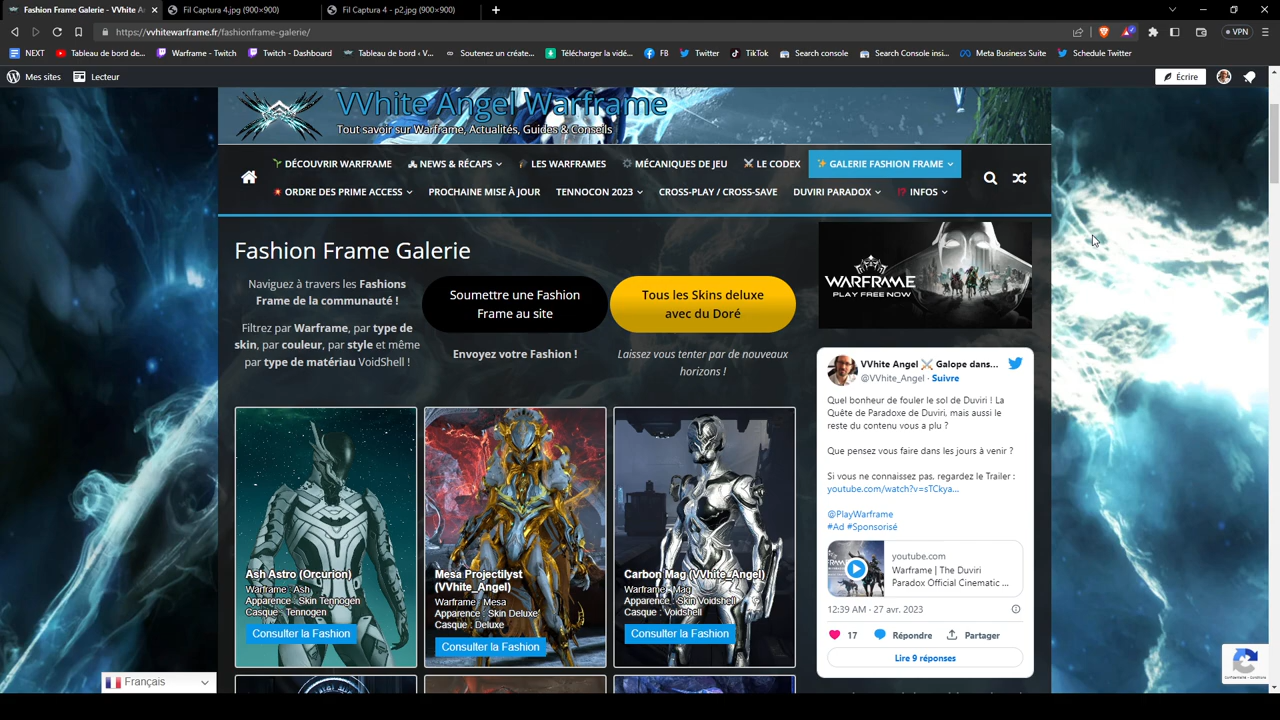 Fashion Frame Galerie - VVhite A
Fil Captura 4.jpg (900×900)
Fil Captura 4 - p2.jpg (900×900)
https://vvhitewarframe.fr/fashionframe-galerie/
VPN
NEXT
Tableau de bord de...
Warframe - Twitch
Twitch - Dashboard
Tableau de bord ‹ V...
Soutenez un créate...
Télécharger la vidé...
FB
Twitter
TikTok
Search console
Search Console insi...
Meta Business Suite
Schedule Twitter
Mes sites
Lecteur
Écrire
VVhite Angel Warframe
Tout savoir sur Warframe, Actualités, Guides & Conseils
DÉCOUVRIR WARFRAME
NEWS & RÉCAPS
LES WARFRAMES
MÉCANIQUES DE JEU
LE CODEX
GALERIE FASHION FRAME
ORDRE DES PRIME ACCESS
PROCHAINE MISE À JOUR
TENNOCON 2023
CROSS-PLAY / CROSS-SAVE
DUVIRI PARADOX
INFOS
Fashion Frame Galerie
Naviguez à travers les Fashions
Frame de la communauté !
Filtrez par Warframe, par type de
skin, par couleur, par style et même
par type de matériau VoidShell !
Soumettre une Fashion
Frame au site
Envoyez votre Fashion !
Tous les Skins deluxe
avec du Doré
Laissez vous tenter par de nouveaux
horizons !
Ash Astro (Orcurion)
Warframe : Ash
Apparence : Skin Tennogen
Casque : Tennogen
Consulter la Fashion
Mesa Projectilyst
(VVhite_Angel)
Warframe : Mesa
Apparence : Skin Deluxe
Casque : Deluxe
Consulter la Fashion
Carbon Mag (VVhite_Angel)
Warframe : Mag
Apparence : Skin Voidshell
Casque : Voidshell
Consulter la Fashion
WARFRAME
PLAY FREE NOW
VVhite Angel ⚔️ Galope dans...
@VVhite_Angel · Suivre
Quel bonheur de fouler le sol de Duviri ! La
Quête de Paradoxe de Duviri, mais aussi le
reste du contenu vous a plu ?
Que pensez vous faire dans les jours à venir ?
Si vous ne connaissez pas, regardez le Trailer :
youtube.com/watch?v=sTCkya...
@PlayWarframe
#Ad #Sponsorisé
youtube.com
Warframe | The Duviri
Paradox Official Cinematic ...
12:39 AM · 27 avr. 2023
17
Répondre
Partager
Lire 9 réponses
Français